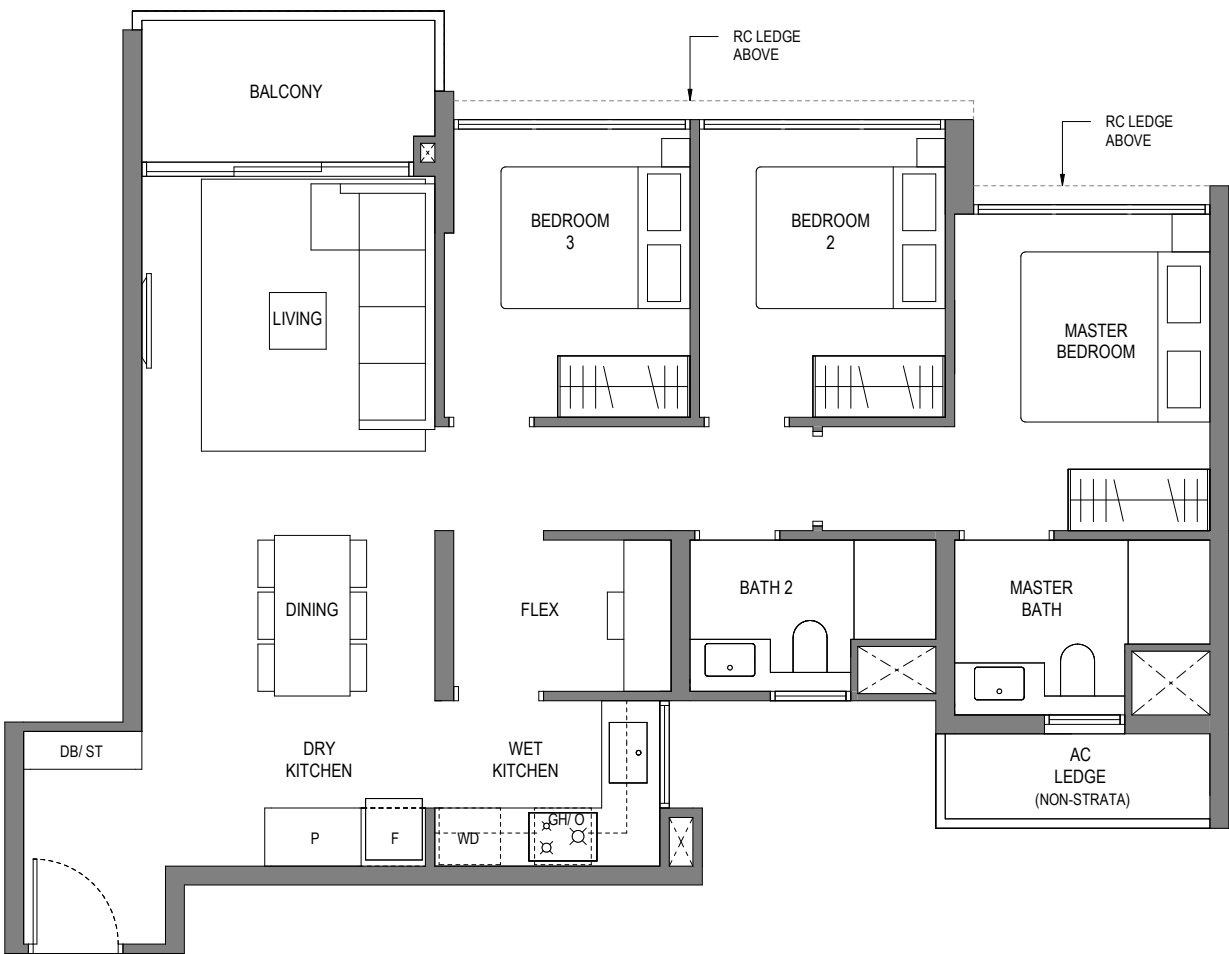 RC LEDGE
ABOVE
BALCONY
RC LEDGE
ABOVE
BEDROOM
3
BEDROOM
2
LIVING
MASTER
BEDROOM
DINING
FLEX
BATH 2
MASTER
BATH
DB/ ST
DRY
KITCHEN
WET
KITCHEN
AC
LEDGE
(NON-STRATA)
P
F
WD
GH/ O